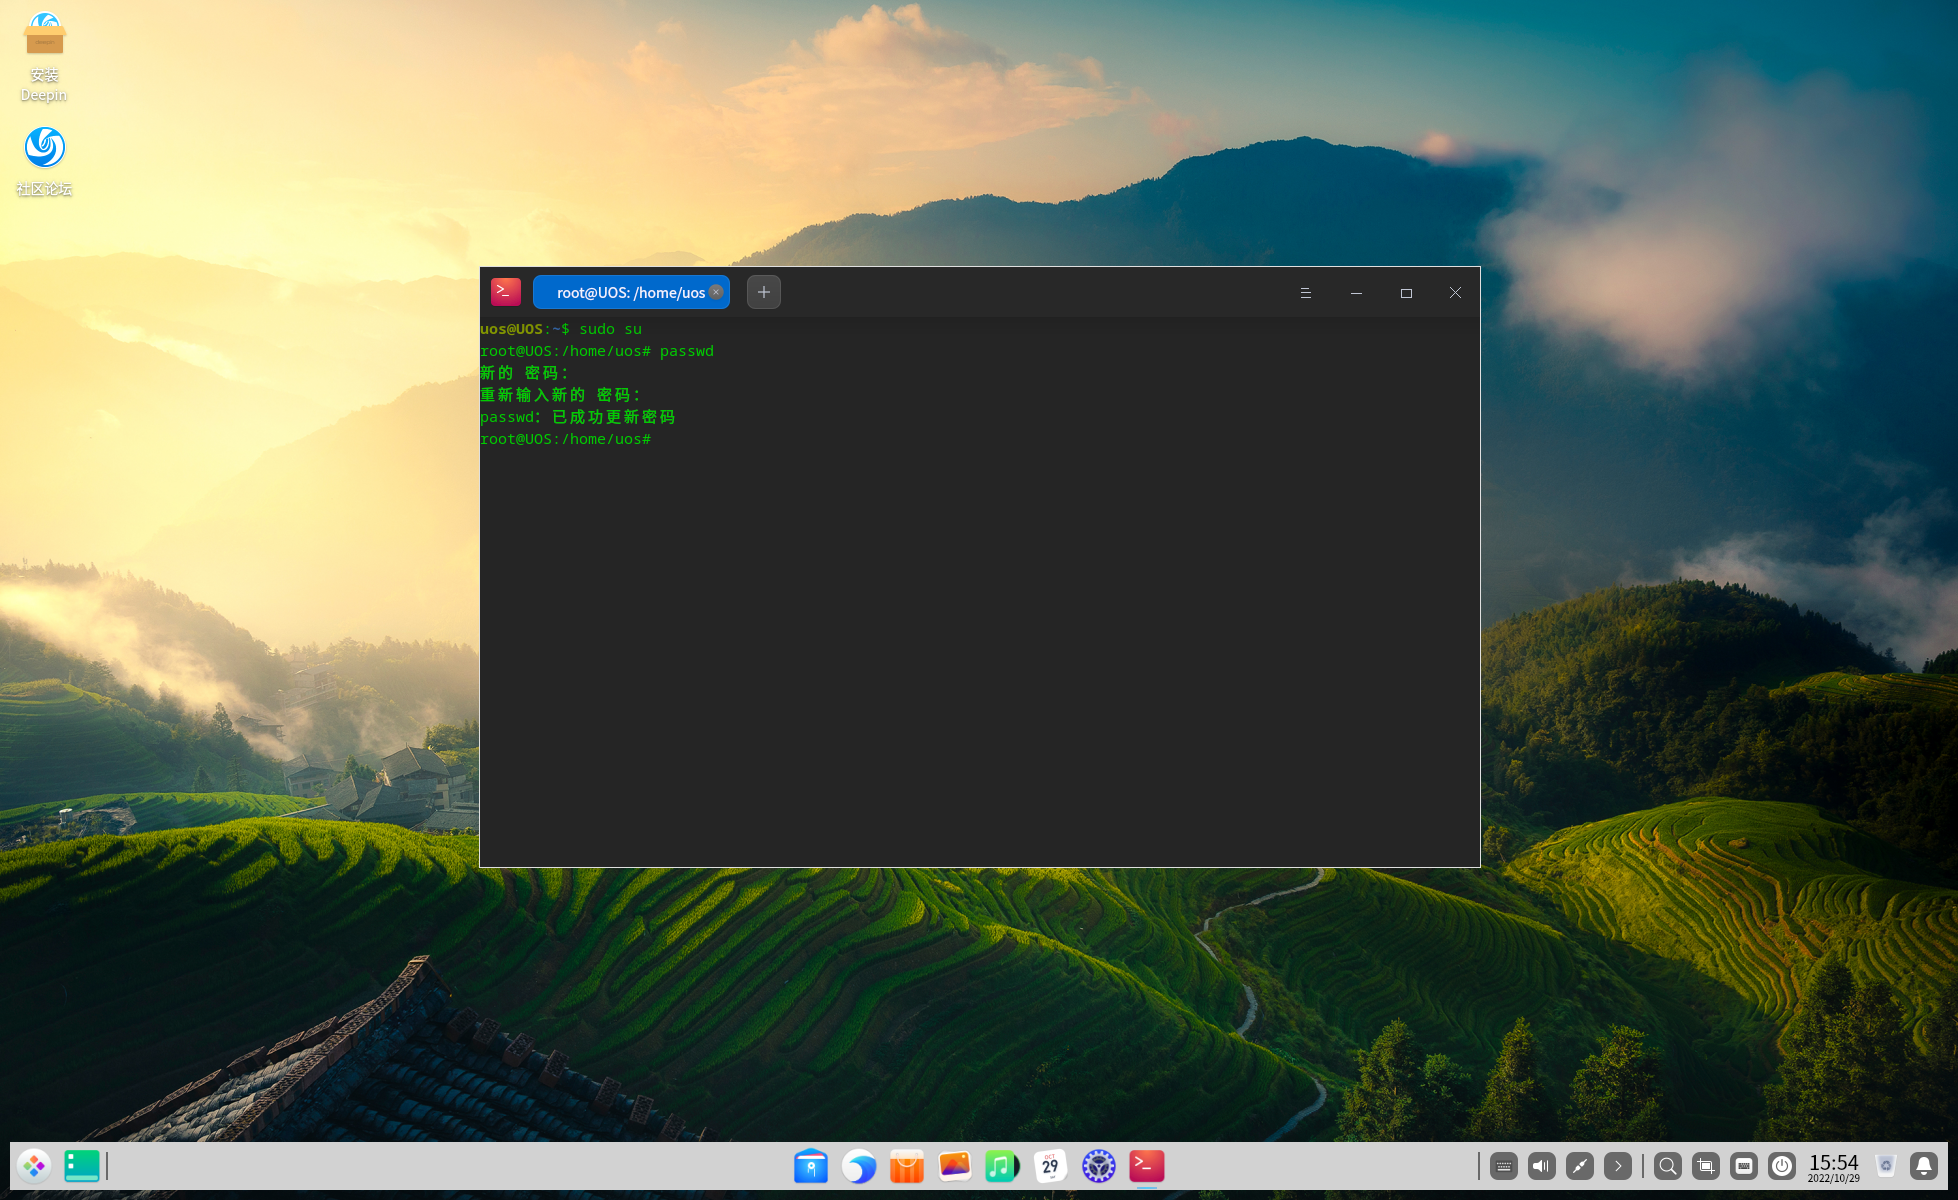 安装
Deepin
社区论坛
root@UOS: /home/uos
uos@UOS:~$ sudo su
root@UOS:/home/uos# passwd
新的 密码：
重新输入新的 密码：
passwd：已成功更新密码
root@UOS:/home/uos#
OCT
29
15:54
2022/10/29